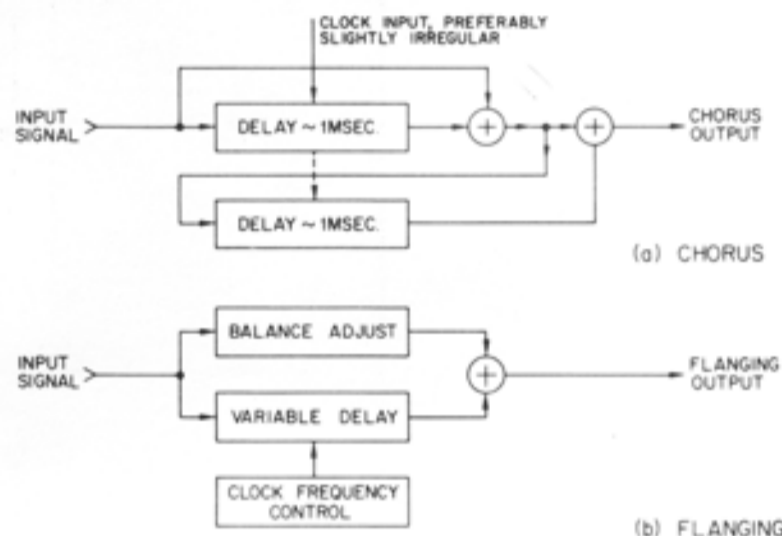 CLOCK INPUT, PREFERABLY
SLIGHTLY IRREGULAR
INPUT
SIGNAL
DELAY ~ 1MSEC.
+
+
CHORUS
OUTPUT
DELAY ~ 1MSEC.
(a) CHORUS
BALANCE ADJUST
INPUT
SIGNAL
+
FLANGING
OUTPUT
VARIABLE DELAY
CLOCK FREQUENCY
CONTROL
(b) FLANGING